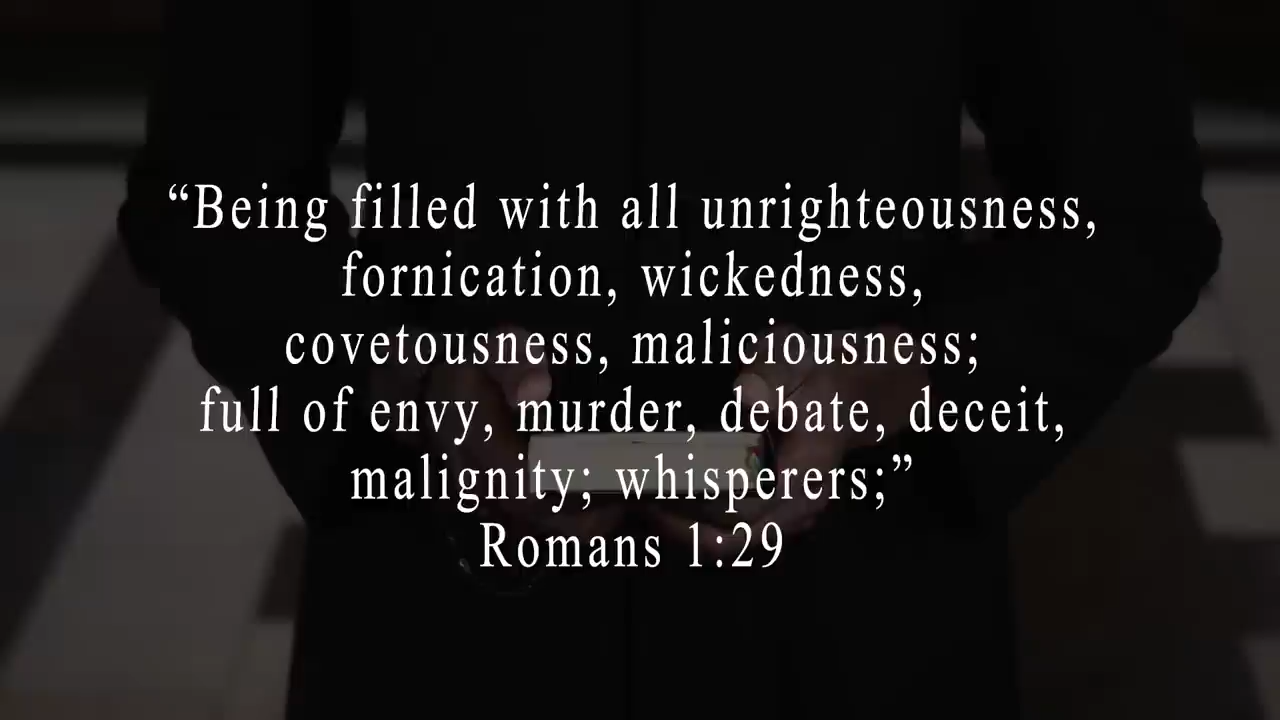 “Being filled with all unrighteousness,
fornication, wickedness,
covetousness, maliciousness;
full of envy, murder, debate, deceit,
malignity; whisperers;”
Romans 1:29